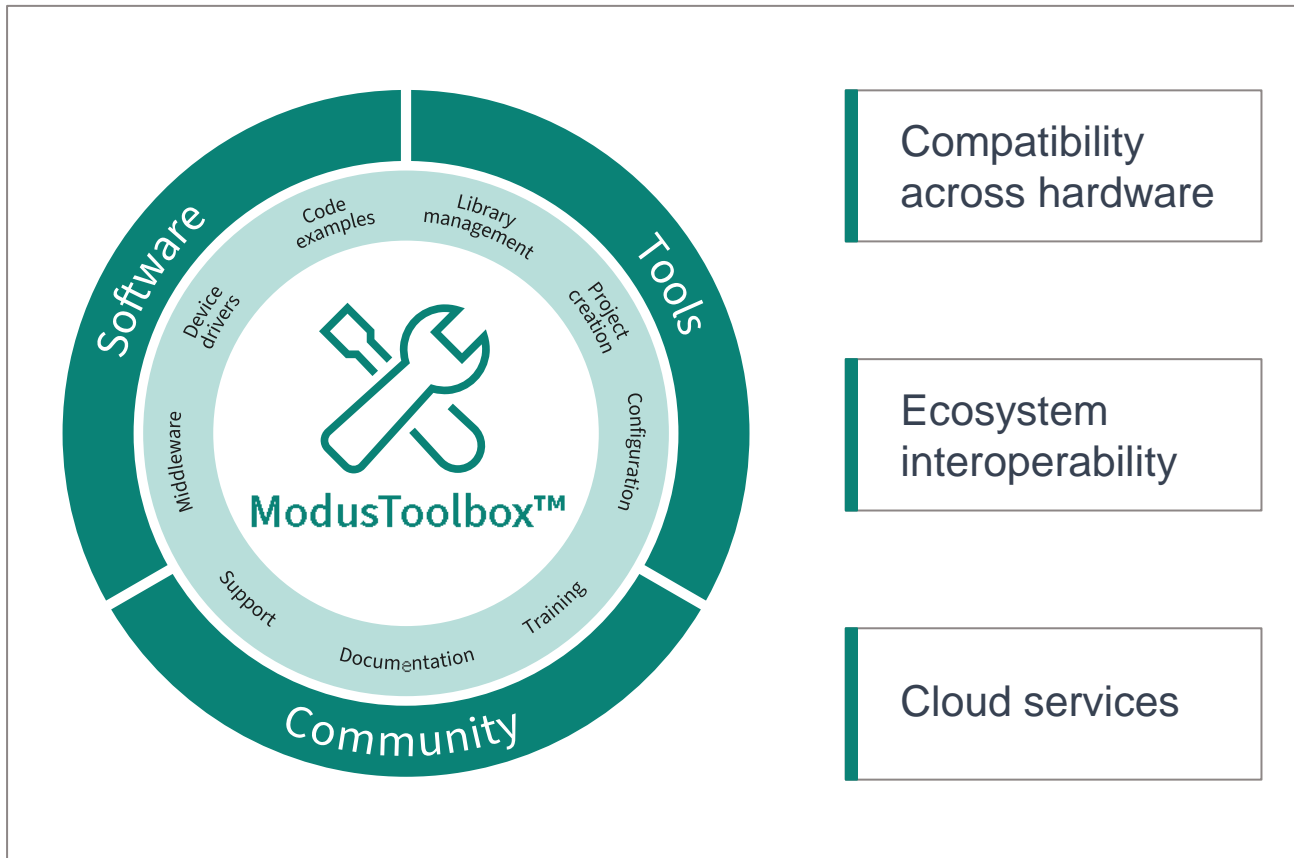 Software
Code
examples
Device
drivers
Middleware
Tools
Library
management
Project
creation
Configuration
Community
Support
Documentation
Training
ModusToolbox™
Compatibility
across hardware
Ecosystem
interoperability
Cloud services